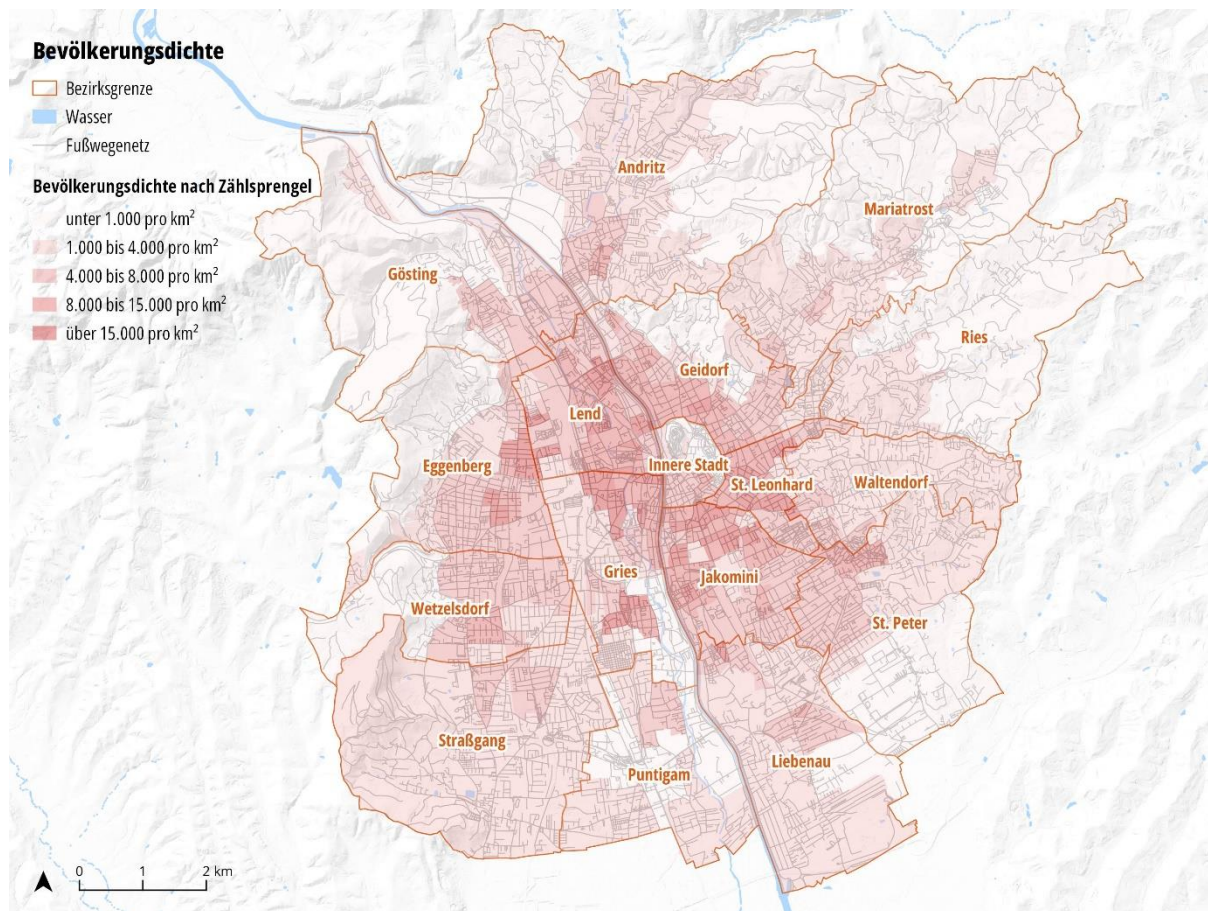 Bevölkerungsdichte
Bezirksgrenze
Wasser
Fußwegenetz
Bevölkerungsdichte nach Zählsprengel
unter 1.000 pro km²
1.000 bis 4.000 pro km²
4.000 bis 8.000 pro km²
8.000 bis 15.000 pro km²
über 15.000 pro km²
Andritz
Mariatrost
Gösting
Ries
Geidorf
Lend
Eggenberg
Innere Stadt
St. Leonhard
Waltendorf
Gries
Jakomini
Wetzelsdorf
St. Peter
Straßgang
Puntigam
Liebenau
0 1 2 km